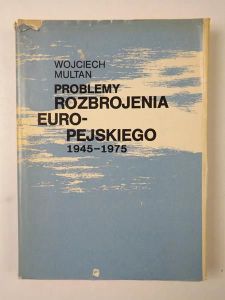 WOJCIECH
MULTAN
PROBLEMY
ROZBROJENIA
EURO-
PEJSKIEGO
1945-1975